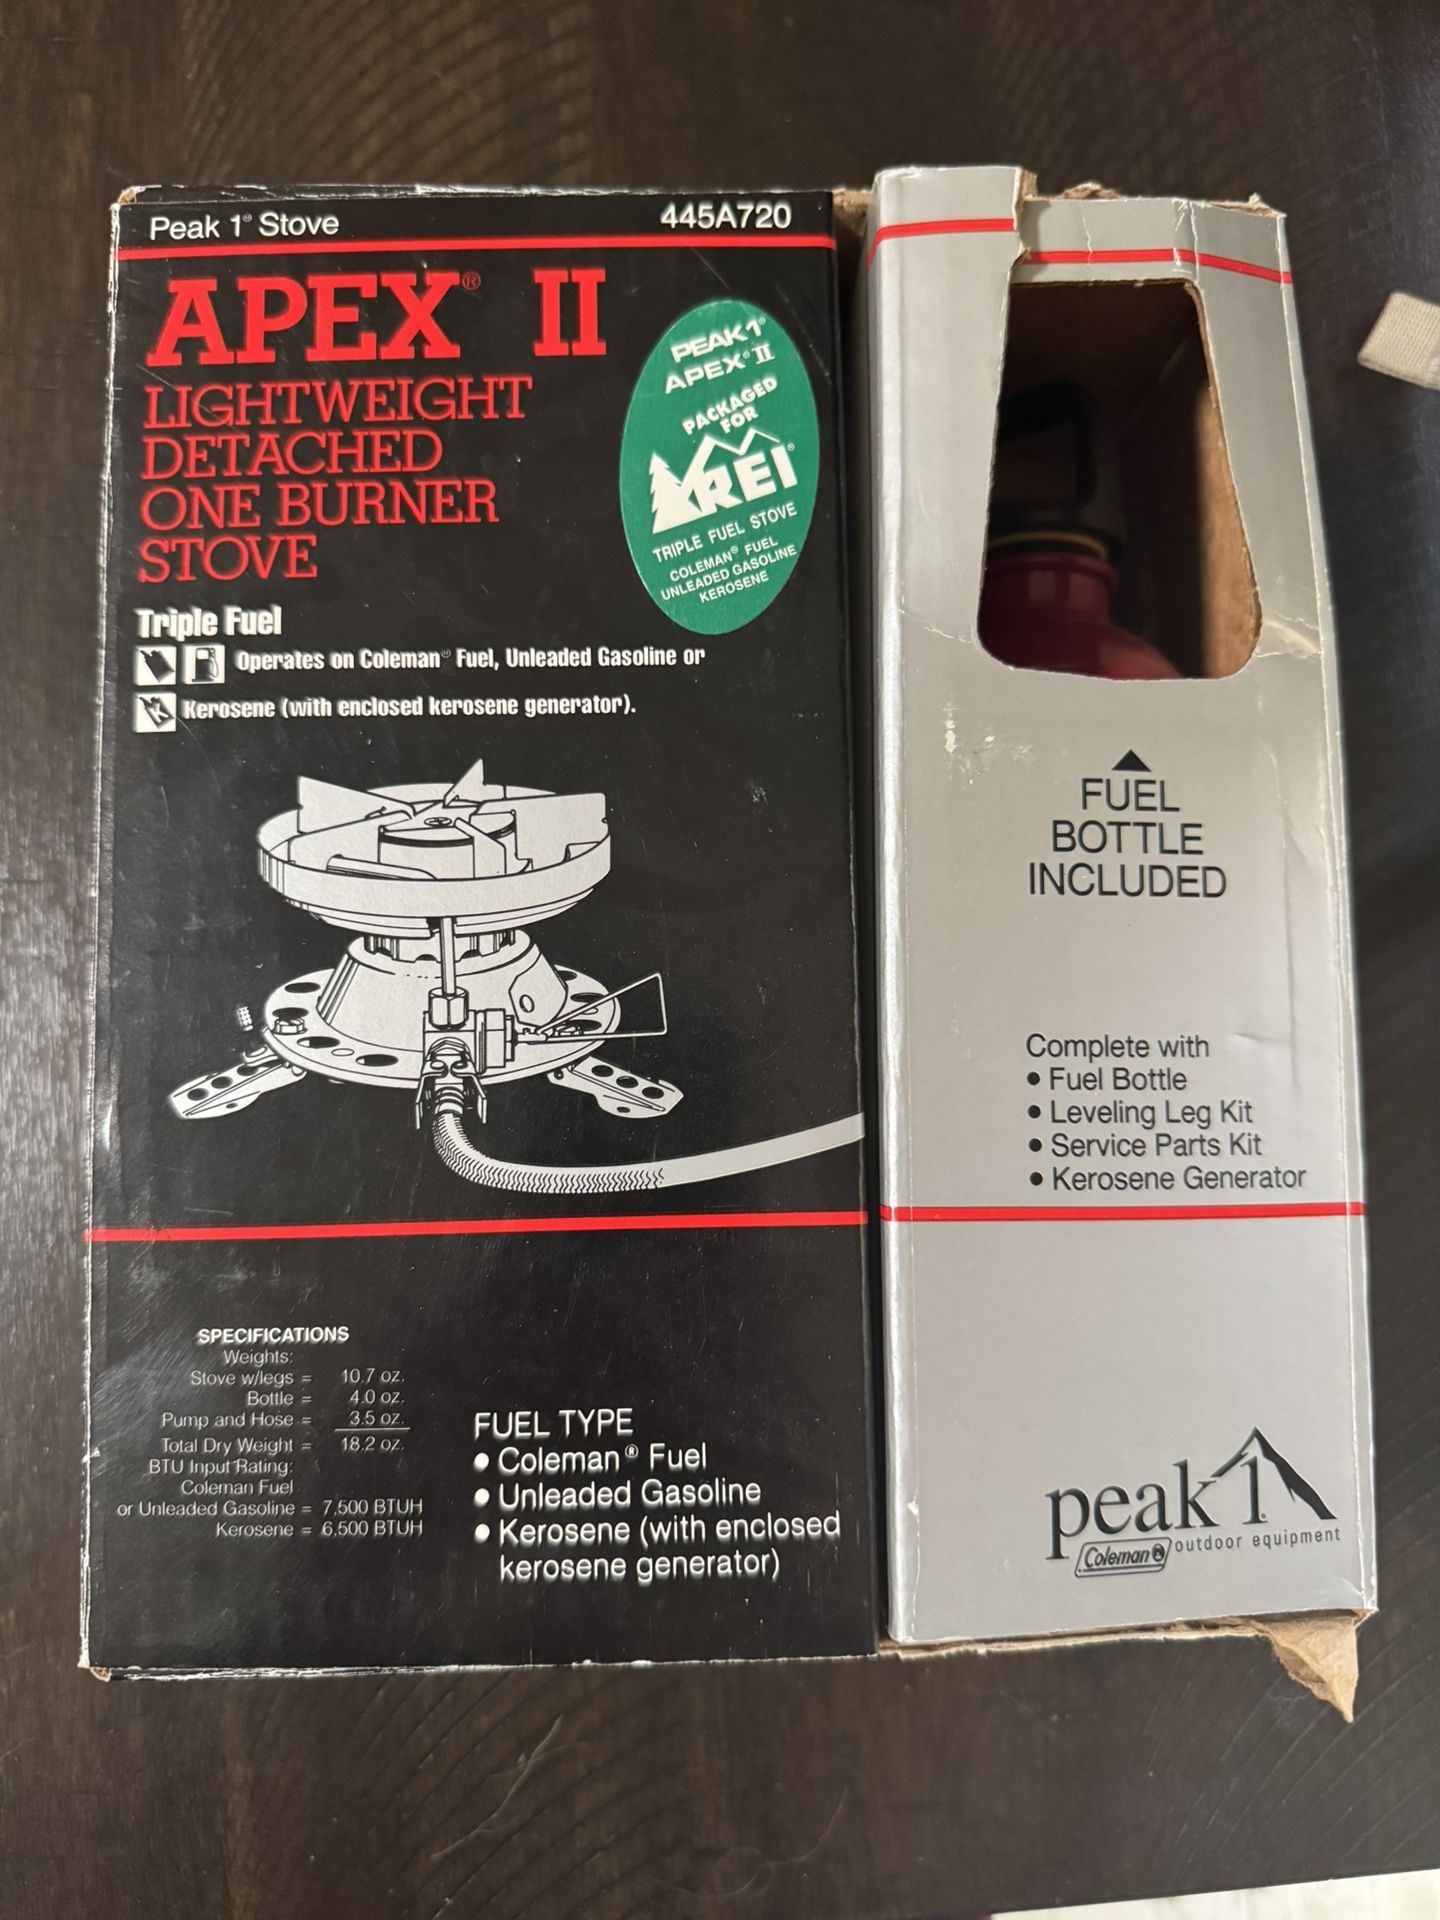 Peak 1® Stove
445A720
APEX® II
LIGHTWEIGHT
DETACHED
ONE BURNER
STOVE
PEAK 1®
APEX® II
PACKAGED
FOR
REI®
TRIPLE FUEL STOVE
COLEMAN® FUEL
UNLEADED GASOLINE
KEROSENE
Triple Fuel
Operates on Coleman® Fuel, Unleaded Gasoline or
K
Kerosene (with enclosed kerosene generator).
SPECIFICATIONS
Weights:
Stove w/legs = 10.7 oz.
Bottle = 4.0 oz.
Pump and Hose = 3.5 oz.
Total Dry Weight = 18.2 oz.
BTU Input Rating:
Coleman Fuel
or Unleaded Gasoline = 7,500 BTUH
Kerosene = 6,500 BTUH
FUEL TYPE
• Coleman® Fuel
• Unleaded Gasoline
• Kerosene (with enclosed
kerosene generator)
FUEL
BOTTLE
INCLUDED
Complete with
• Fuel Bottle
• Leveling Leg Kit
• Service Parts Kit
• Kerosene Generator
peak 1®
Coleman
outdoor equipment